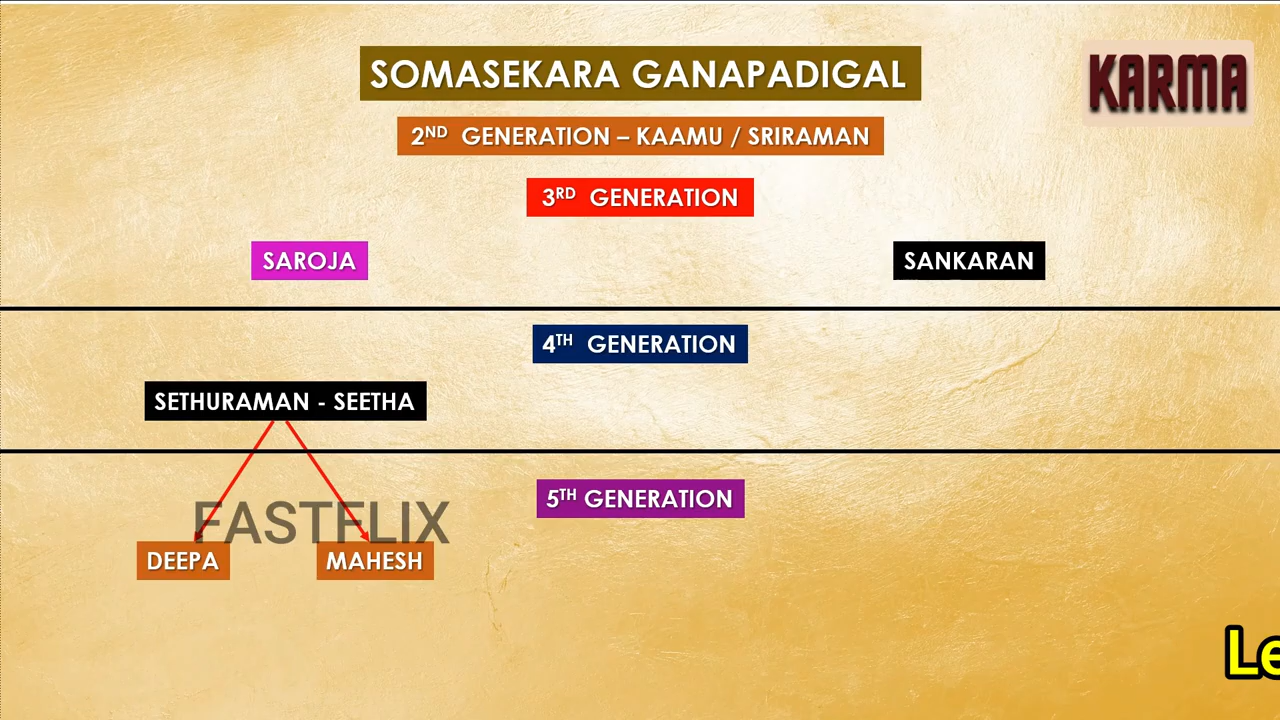 SOMASEKARA GANAPADIGAL
KARMA
2ND GENERATION – KAAMU / SRIRAMAN
3RD GENERATION
SAROJA
SANKARAN
4TH GENERATION
SETHURAMAN - SEETHA
5TH GENERATION
FASTFLIX
DEEPA
MAHESH